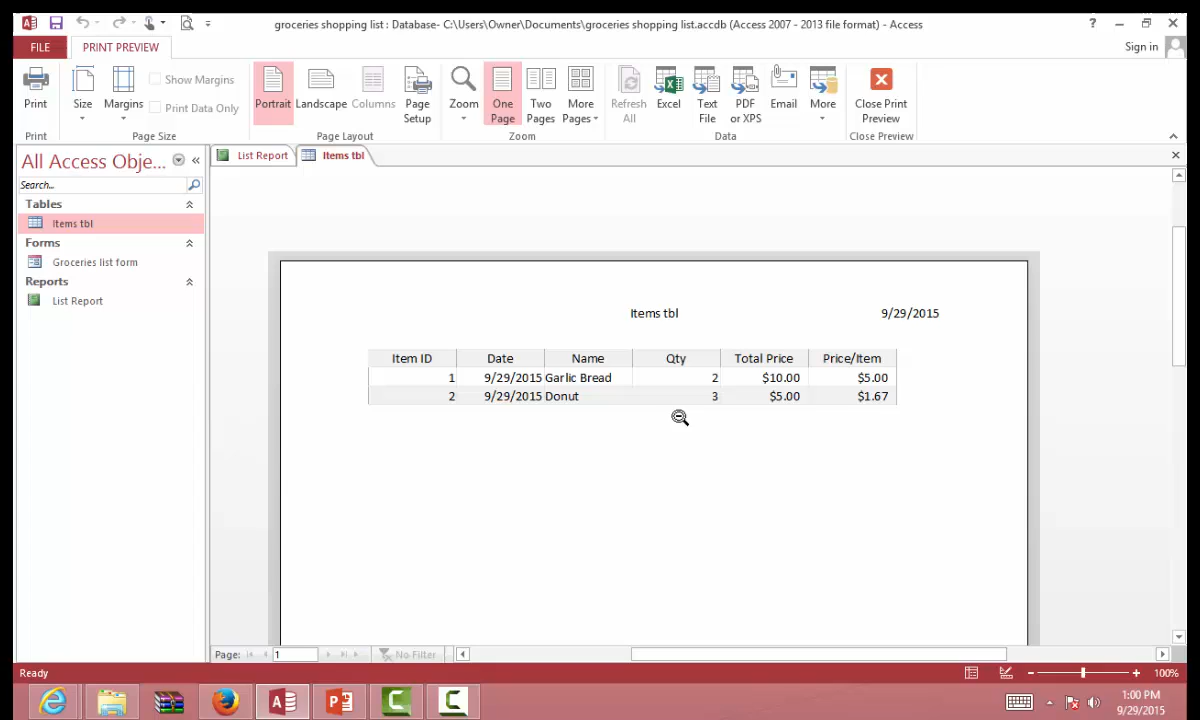 groceries shopping list : Database- C:\Users\Owner\Documents\groceries shopping list.accdb (Access 2007 - 2013 file format) - Access
?
FILE
PRINT PREVIEW
Sign in
Print
Size
Margins
Show Margins
Print Data Only
Portrait
Landscape
Columns
Page Setup
Zoom
One Page
Two Pages
More Pages
Refresh All
Excel
Text File
PDF or XPS
Email
More
Close Print Preview
Print
Page Size
Page Layout
Zoom
Data
Close Preview
All Access Obje...
Search...
Tables
Items tbl
Forms
Groceries list form
Reports
List Report
List Report
Items tbl
Items tbl 9/29/2015
Item ID Date Name Qty Total Price Price/Item
1 9/29/2015 Garlic Bread 2 $10.00 $5.00
2 9/29/2015 Donut 3 $5.00 $1.67
Page: 1 No Filter
Ready
100%
1:00 PM
9/29/2015